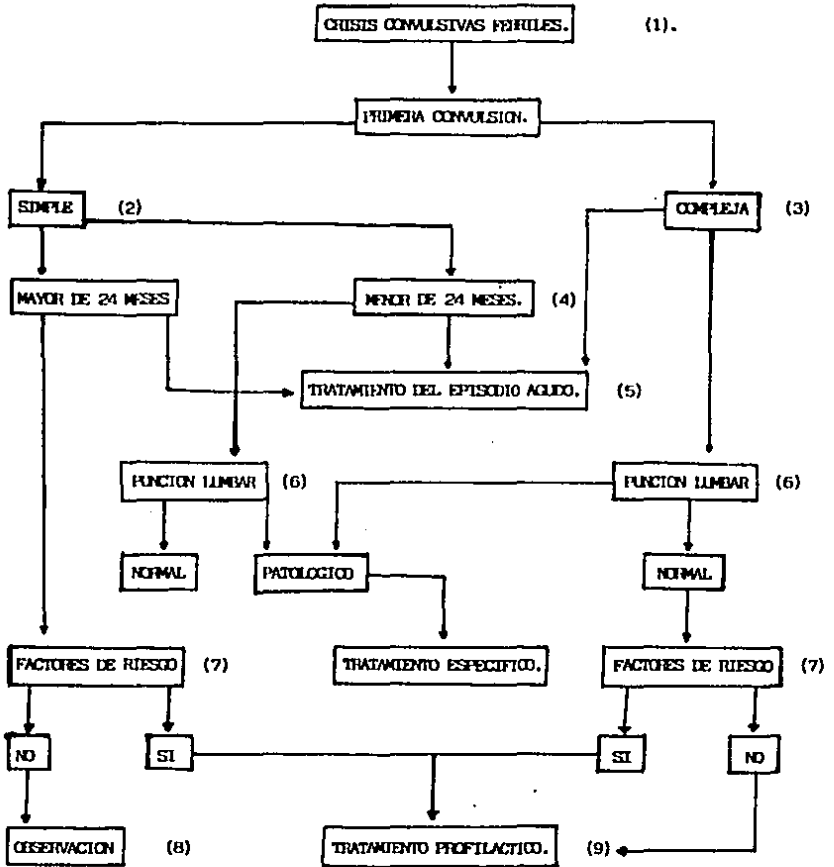 CRISIS CONVULSIVAS FEBRILES. (1).
PRIMERA CONVULSION.
SIMPLE (2)
COMPLEJA (3)
MAYOR DE 24 MESES
MENOR DE 24 MESES. (4)
TRATAMIENTO DEL EPISODIO AGUDO. (5)
PUNCION LUMBAR (6)
PUNCION LUMBAR (6)
NORMAL
PATOLOGICO
NORMAL
FACTORES DE RIESGO (7)
TRATAMIENTO ESPECIFICO.
FACTORES DE RIESGO (7)
NO
SI
SI
NO
OBSERVACION (8)
TRATAMIENTO PROFILACTICO. (9)